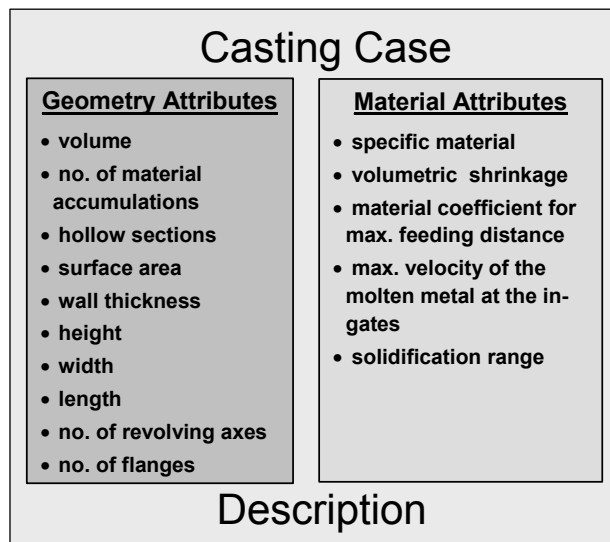 Casting Case
Geometry Attributes
• volume
• no. of material
accumulations
• hollow sections
• surface area
• wall thickness
• height
• width
• length
• no. of revolving axes
• no. of flanges
Material Attributes
• specific material
• volumetric shrinkage
• material coefficient for
max. feeding distance
• max. velocity of the
molten metal at the in-
gates
• solidification range
Description